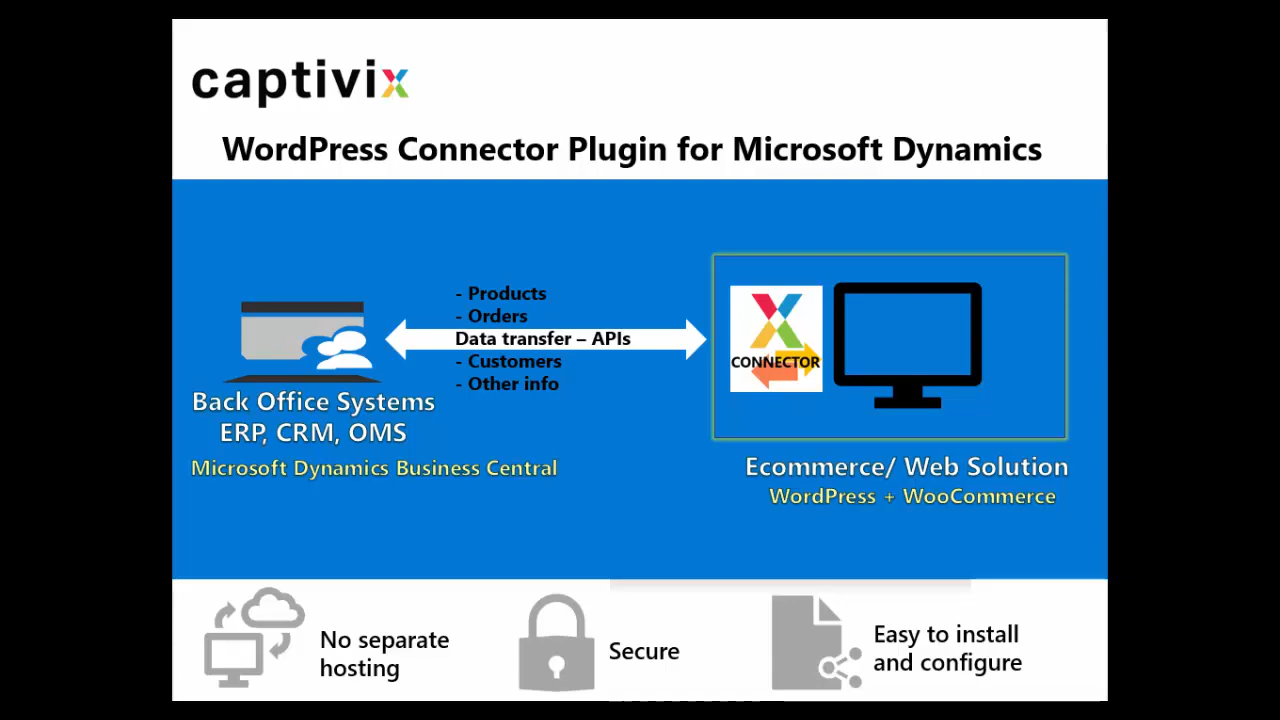 captivix
WordPress Connector Plugin for Microsoft Dynamics
- Products
- Orders
Data transfer – APIs
- Customers
- Other info
CONNECTOR
Back Office Systems
ERP, CRM, OMS
Microsoft Dynamics Business Central
Ecommerce/ Web Solution
WordPress + WooCommerce
No separate
hosting
Secure
Easy to install
and configure